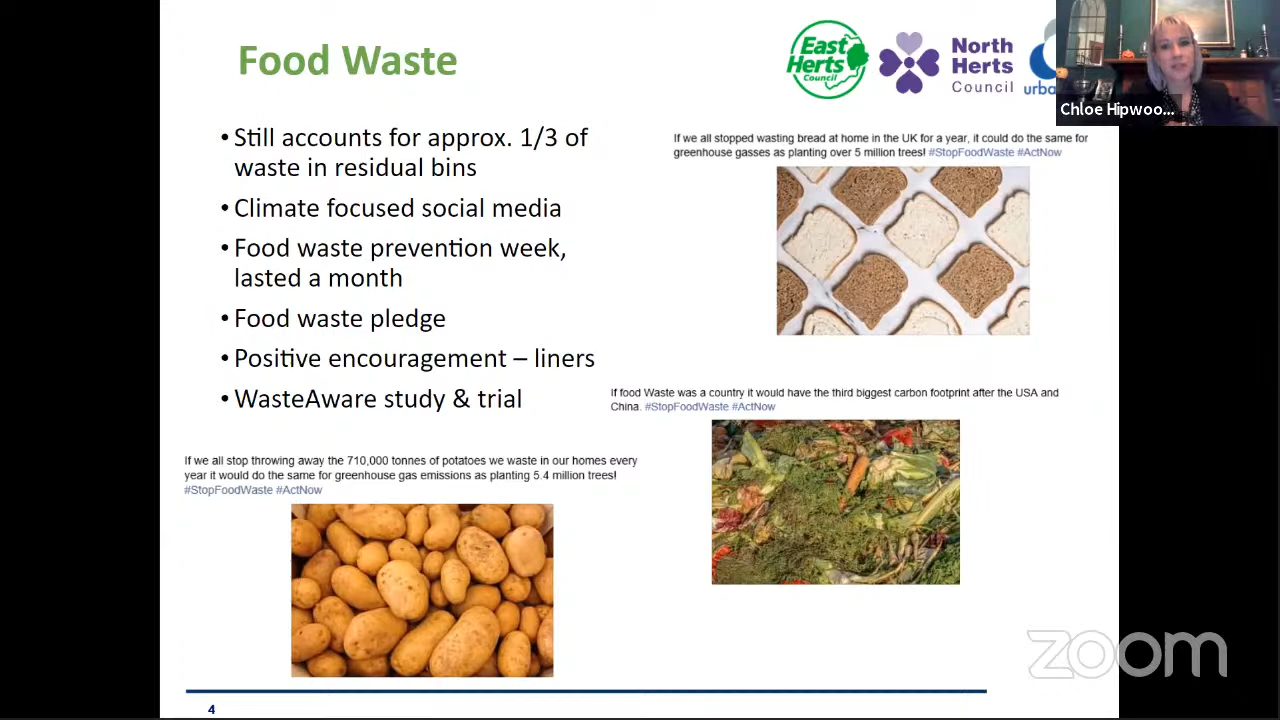 Food Waste
East
Herts
Council
North
Herts
Council
urba
Chloe Hipwoo...
• Still accounts for approx. 1/3 of
waste in residual bins
• Climate focused social media
• Food waste prevention week,
lasted a month
• Food waste pledge
• Positive encouragement – liners
• WasteAware study & trial
If we all stopped wasting bread at home in the UK for a year, it could do the same for
greenhouse gasses as planting over 5 million trees! #StopFoodWaste #ActNow
If food Waste was a country it would have the third biggest carbon footprint after the USA and
China. #StopFoodWaste #ActNow
If we all stop throwing away the 710,000 tonnes of potatoes we waste in our homes every
year it would do the same for greenhouse gas emissions as planting 5.4 million trees!
#StopFoodWaste #ActNow
zoom
4